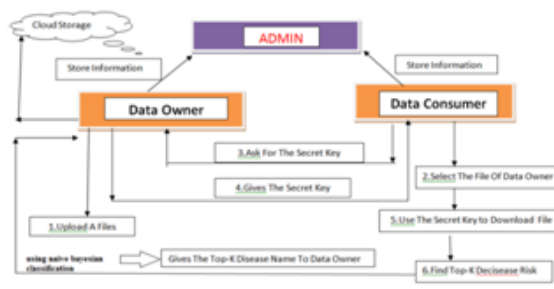 Cloud Storage
ADMIN
Store Information
Store Information
Data Owner
Data Consumer
3.Ask For The Secret Key
2.Select The File Of Data Owner
4.Gives The Secret Key
1.Upload A Files
5.Use The Secret Key to Download File
using naive bayesian
classification
Gives The Top-K Disease Name To Data Owner
6.Find Top-K Decisease Risk